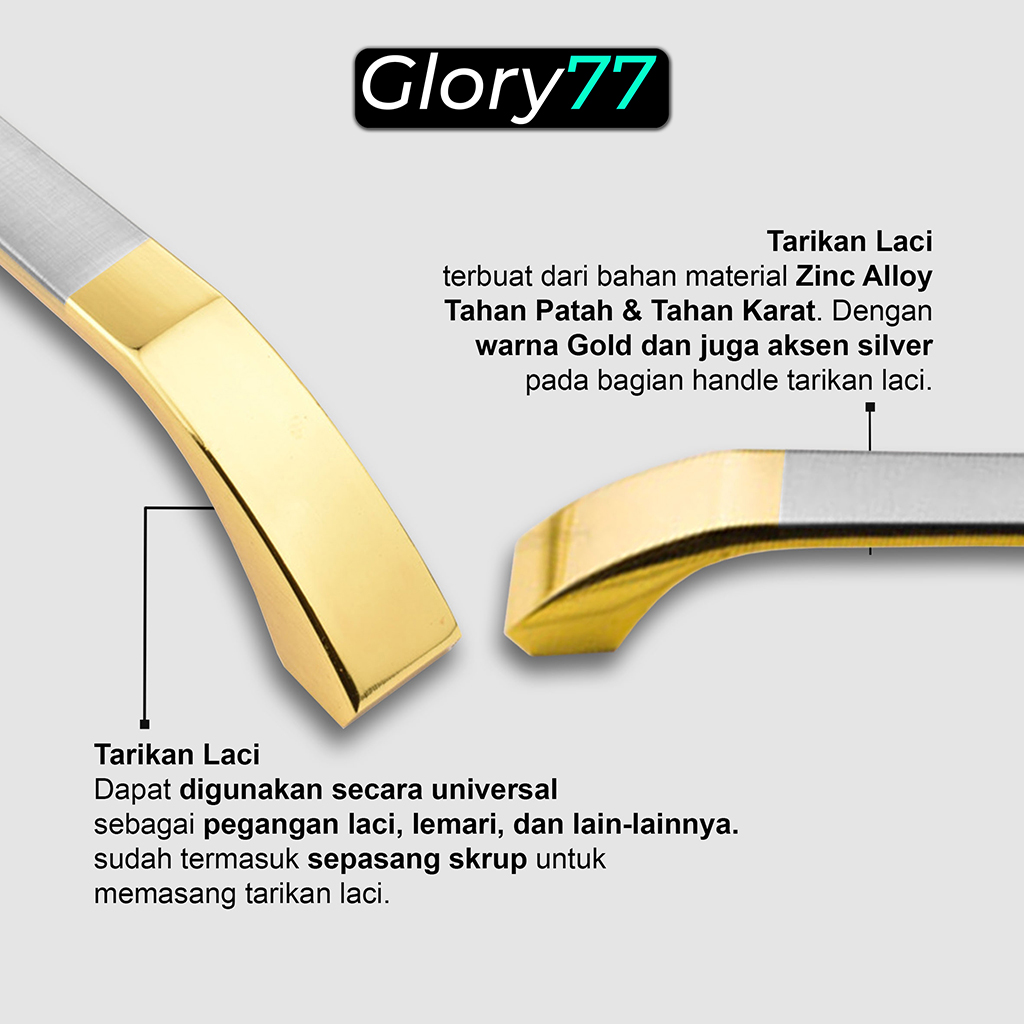 Glory77
Tarikan Laci
terbuat dari bahan material Zinc Alloy
Tahan Patah & Tahan Karat. Dengan
warna Gold dan juga aksen silver
pada bagian handle tarikan laci.
Tarikan Laci
Dapat digunakan secara universal
sebagai pegangan laci, lemari, dan lain-lainnya.
sudah termasuk sepasang skrup untuk
memasang tarikan laci.